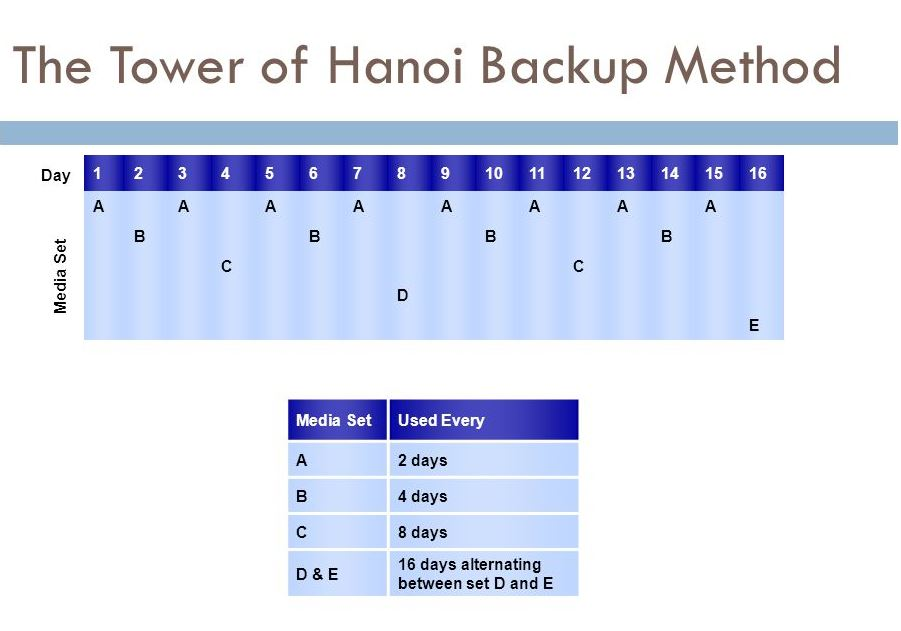 The Tower of Hanoi Backup Method
Day 1 2 3 4 5 6 7 8 9 10 11 12 13 14 15 16
Media Set
A A A A A A A A
B B B B
C C
D
E
Media Set Used Every
A 2 days
B 4 days
C 8 days
D & E 16 days alternating
between set D and E